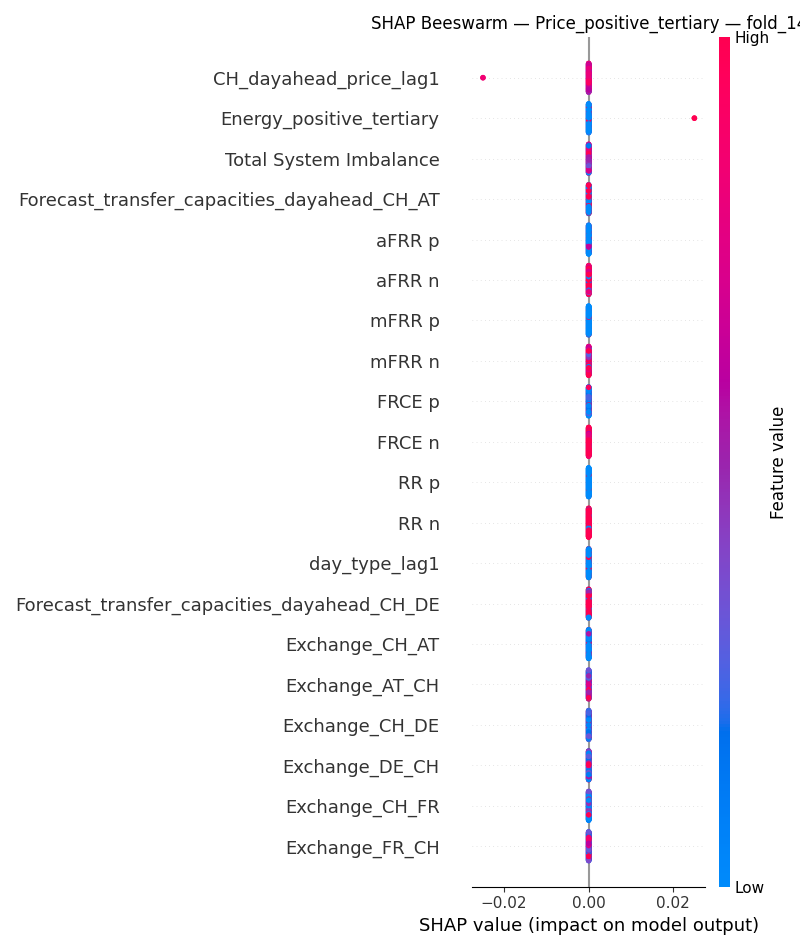 SHAP Beeswarm — Price_positive_tertiary — fold_14
High
CH_dayahead_price_lag1
Energy_positive_tertiary
Total System Imbalance
Forecast_transfer_capacities_dayahead_CH_AT
aFRR p
aFRR n
mFRR p
mFRR n
FRCE p
FRCE n
RR p
RR n
day_type_lag1
Forecast_transfer_capacities_dayahead_CH_DE
Exchange_CH_AT
Exchange_AT_CH
Exchange_CH_DE
Exchange_DE_CH
Exchange_CH_FR
Exchange_FR_CH
Feature value
Low
−0.02 0.00 0.02
SHAP value (impact on model output)